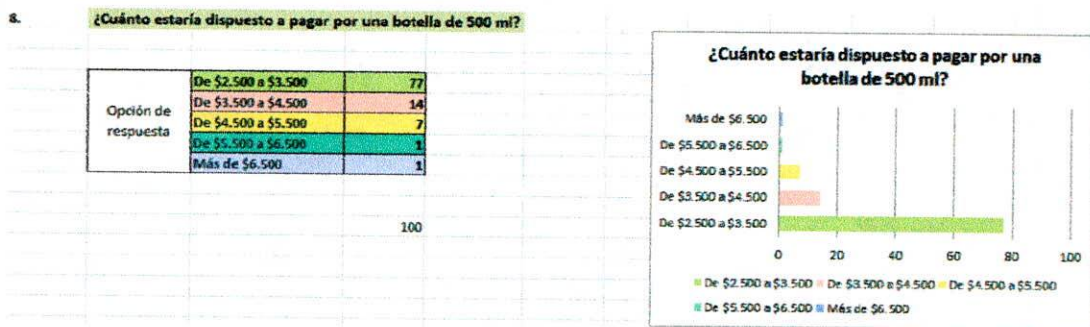 8. ¿Cuánto estaría dispuesto a pagar por una botella de 500 ml?
Opción de respuesta
De $2.500 a $3.500 77
De $3.500 a $4.500 14
De $4.500 a $5.500 7
De $5.500 a $6.500 1
Más de $6.500 1
100
¿Cuánto estaría dispuesto a pagar por una
botella de 500 ml?
Más de $6.500
De $5.500 a $6.500
De $4.500 a $5.500
De $3.500 a $4.500
De $2.500 a $3.500
0 20 40 60 80 100
De $2.500 a $3.500 De $3.500 a $4.500 De $4.500 a $5.500
De $5.500 a $6.500 Más de $6.500